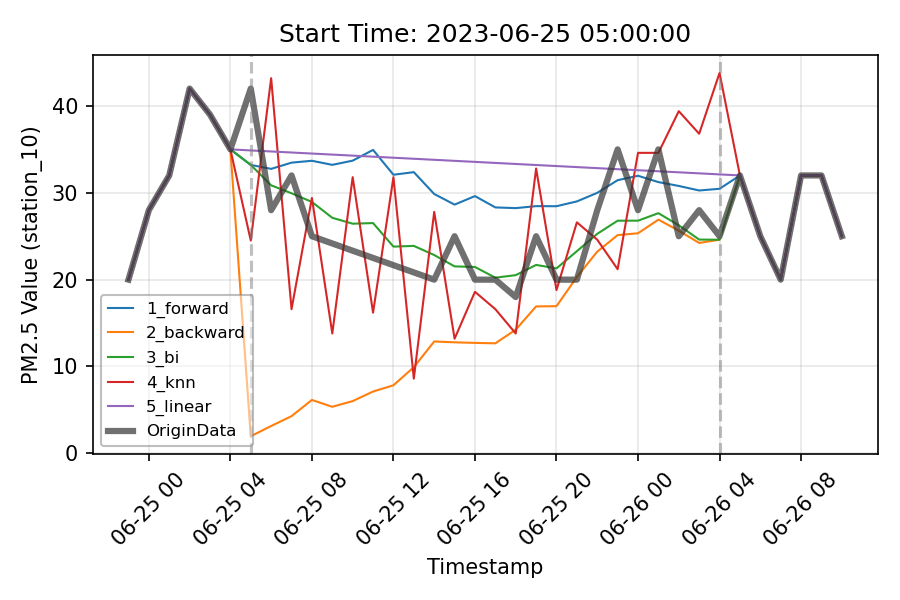 Start Time: 2023-06-25 05:00:00
PM2.5 Value (station_10)
40
30
20
10
0
1_forward
2_backward
3_bi
4_knn
5_linear
OriginData
06-25 00
06-25 04
06-25 08
06-25 12
06-25 16
06-25 20
06-26 00
06-26 04
06-26 08
Timestamp